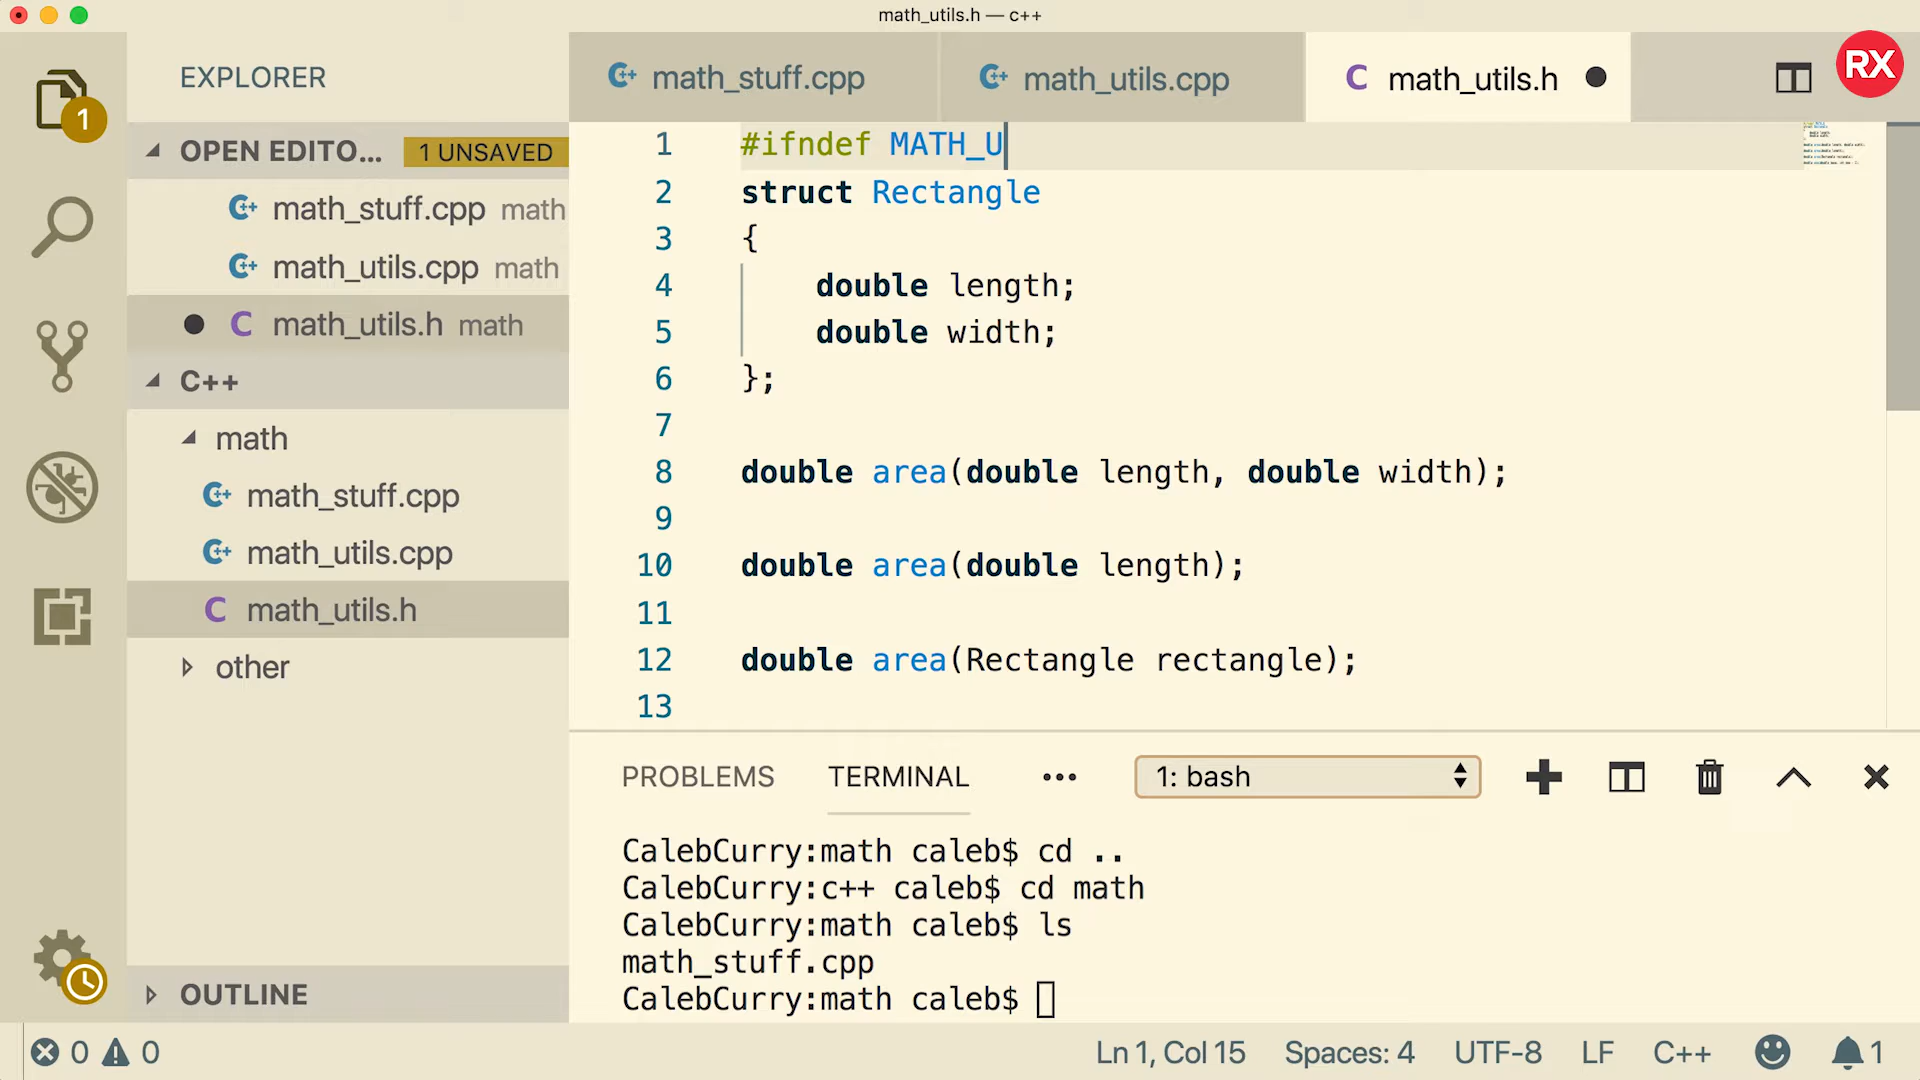 math_utils.h — c++
EXPLORER
1
OPEN EDITO... 1 UNSAVED
math_stuff.cpp math
math_utils.cpp math
math_utils.h math
C++
math
math_stuff.cpp
math_utils.cpp
math_utils.h
other
OUTLINE
math_stuff.cpp math_utils.cpp math_utils.h
RX
1 #ifndef MATH_U
2 struct Rectangle
3 {
4 double length;
5 double width;
6 };
7
8 double area(double length, double width);
9
10 double area(double length);
11
12 double area(Rectangle rectangle);
13
PROBLEMS TERMINAL ••• 1: bash
CalebCurry:math caleb$ cd ..
CalebCurry:c++ caleb$ cd math
CalebCurry:math caleb$ ls
math_stuff.cpp
CalebCurry:math caleb$
0 0 Ln 1, Col 15 Spaces: 4 UTF-8 LF C++ 1